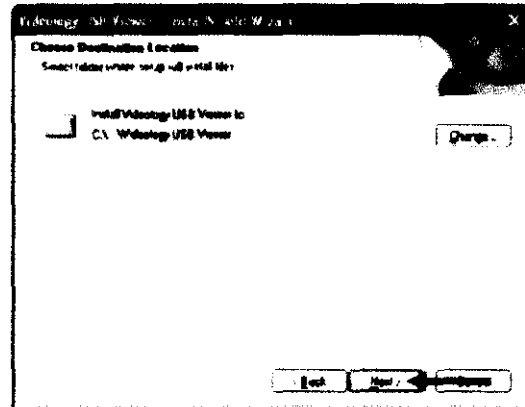 Videology USB Viewer - InstallShield Wizard
Choose Destination Location
Select folder where setup will install files.
Install Videology USB Viewer to:
C:\...\Videology USB Viewer
Change...
< Back
Next >
Cancel